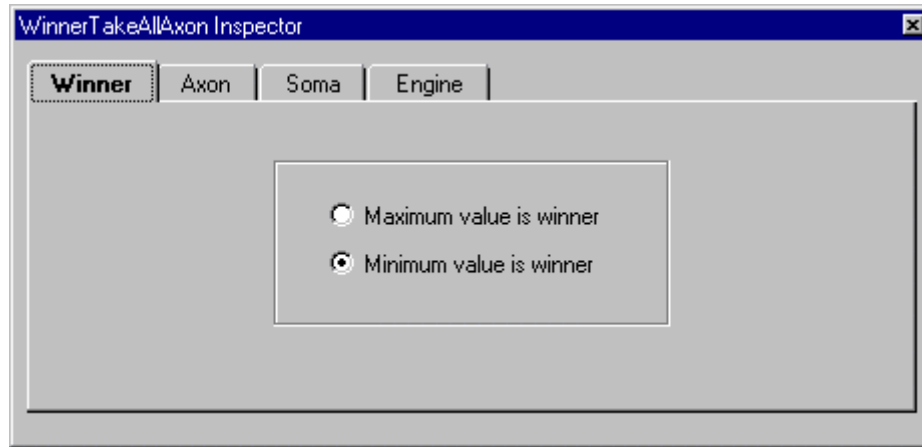 WinnerTakeAllAxon Inspector
Winner Axon Soma Engine
Maximum value is winner
Minimum value is winner